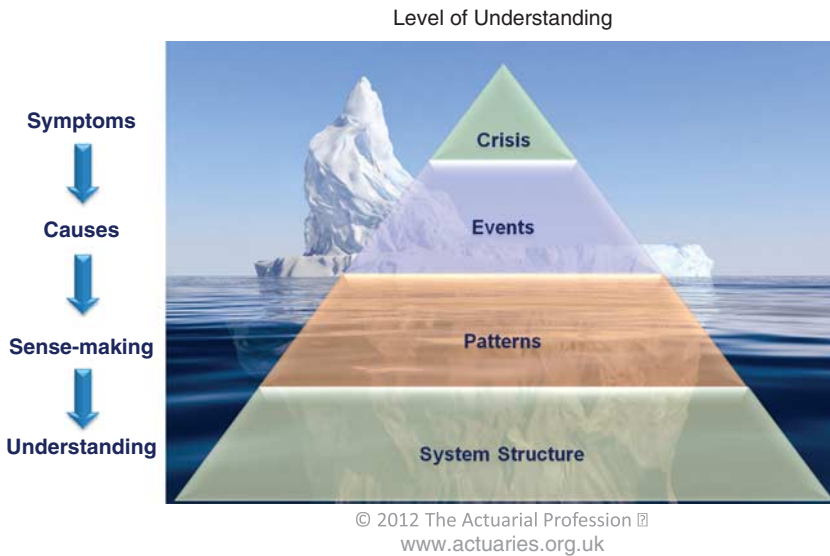 Level of Understanding
Symptoms
Crisis
Causes
Events
Sense-making
Patterns
Understanding
System Structure
© 2012 The Actuarial Profession ⍰
www.actuaries.org.uk